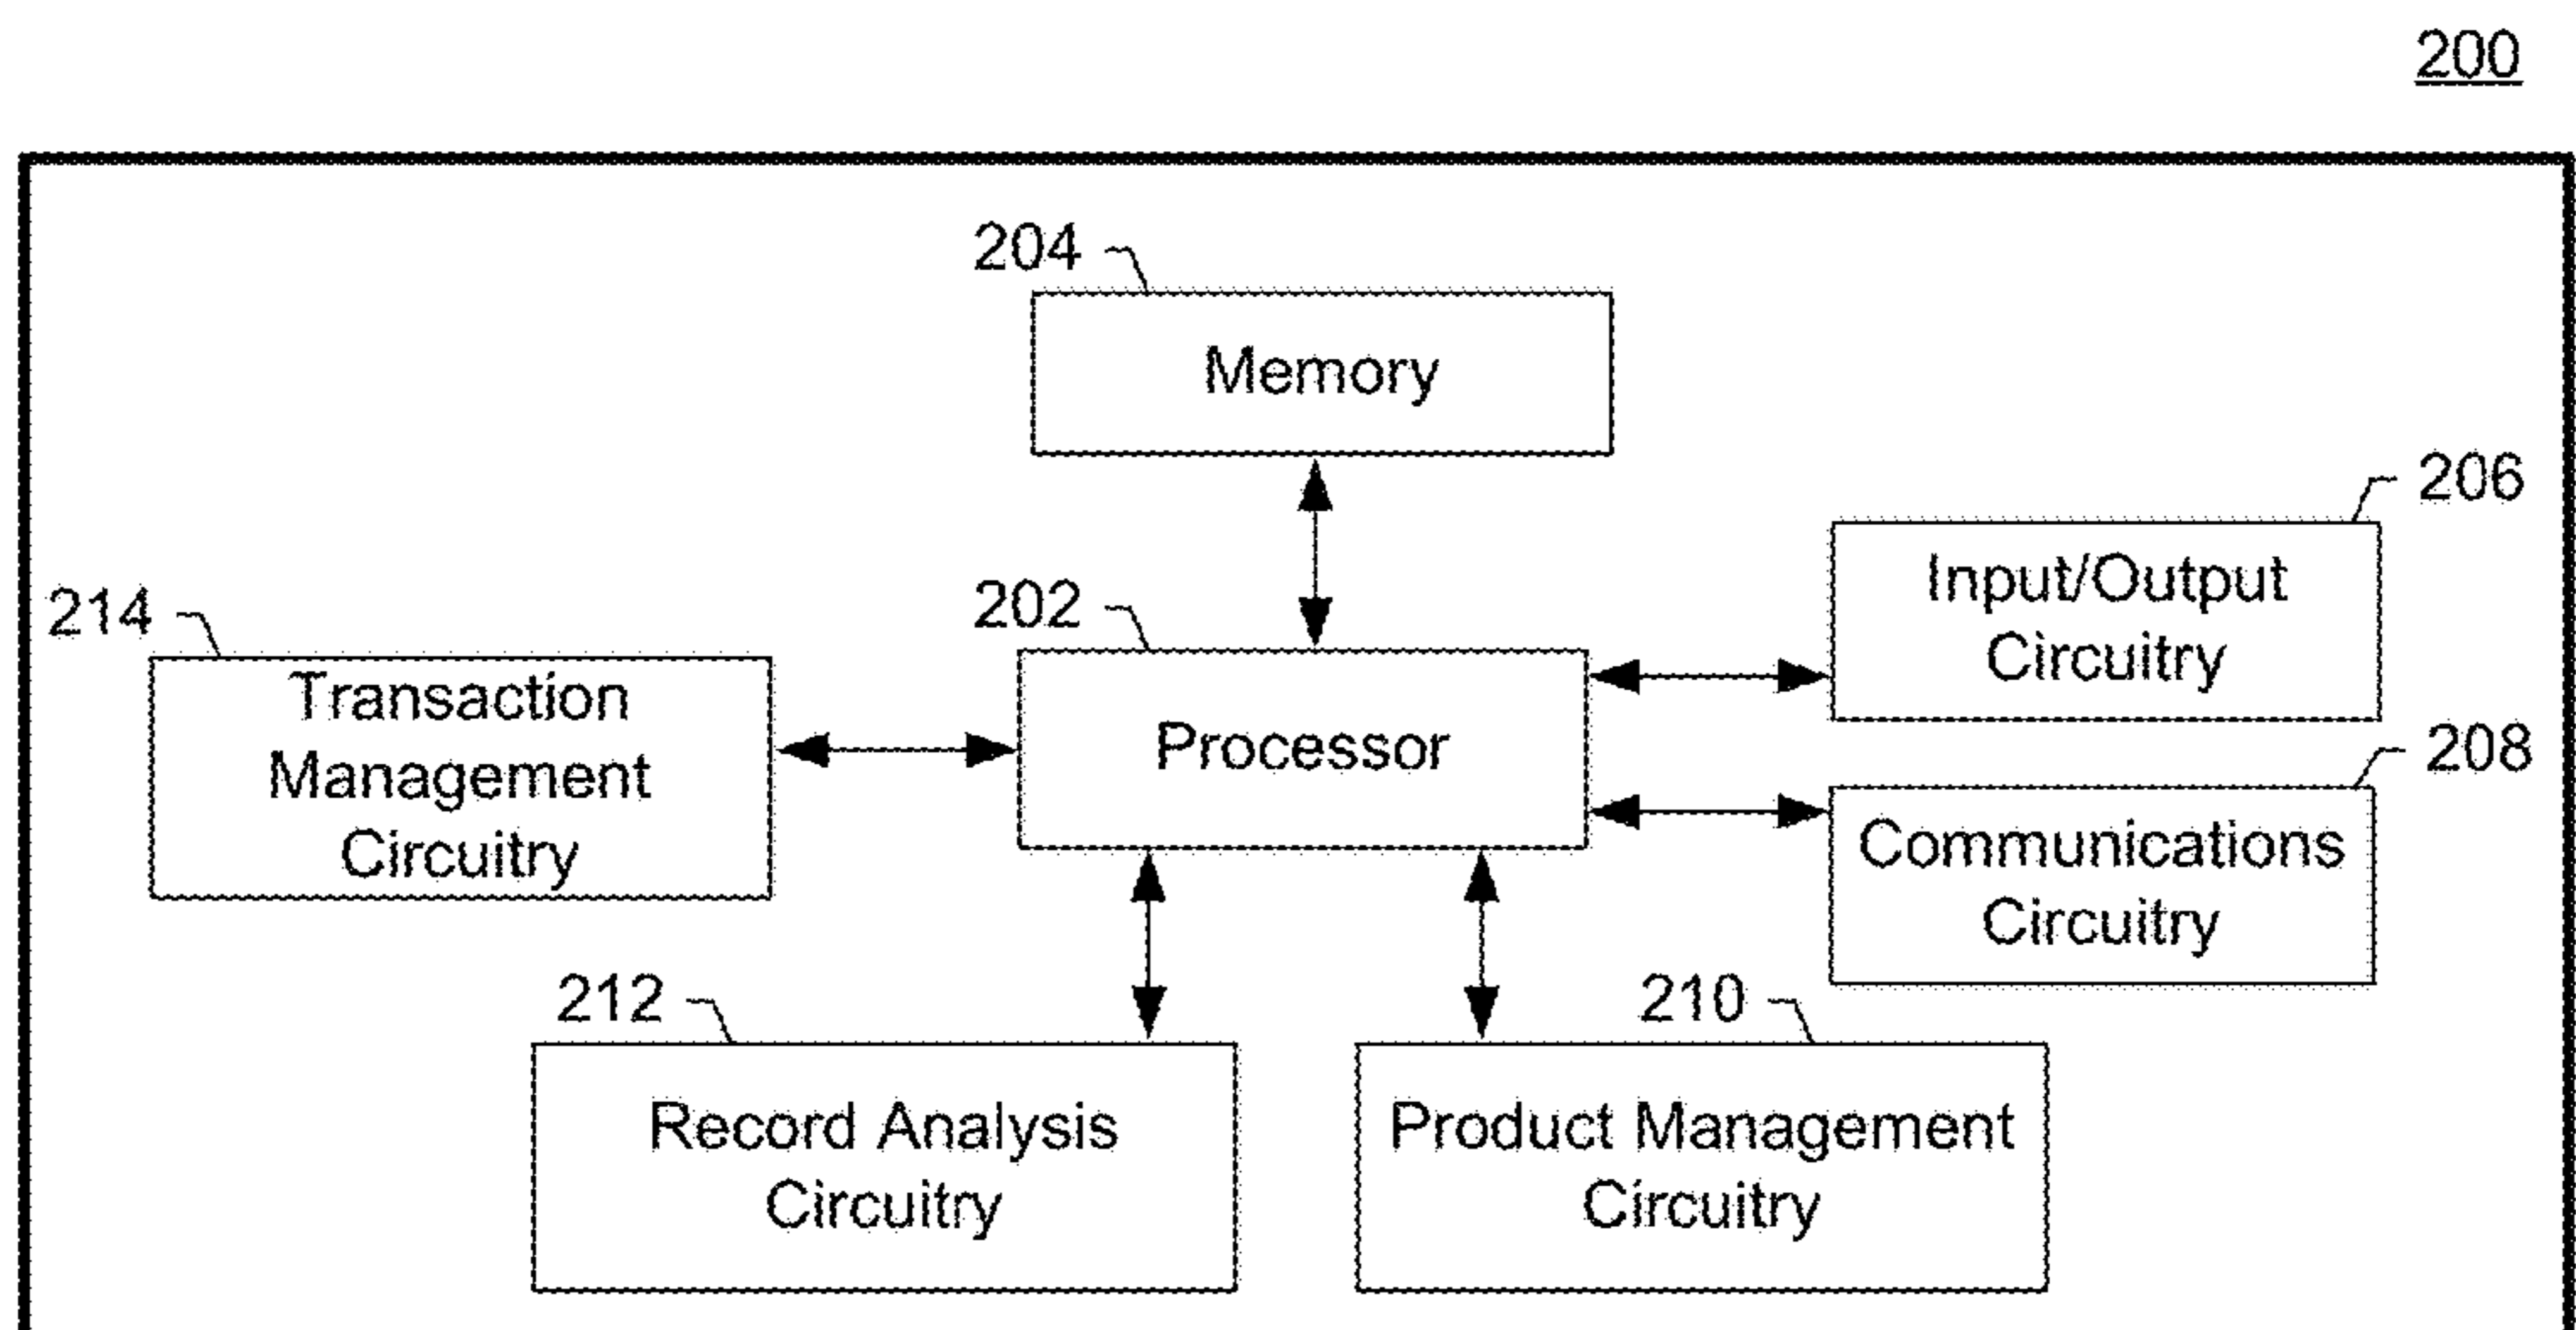 200
204
Memory
206
Input/Output
Circuitry
214
Transaction
Management
Circuitry
202
Processor
208
Communications
Circuitry
212
Record Analysis
Circuitry
210
Product Management
Circuitry